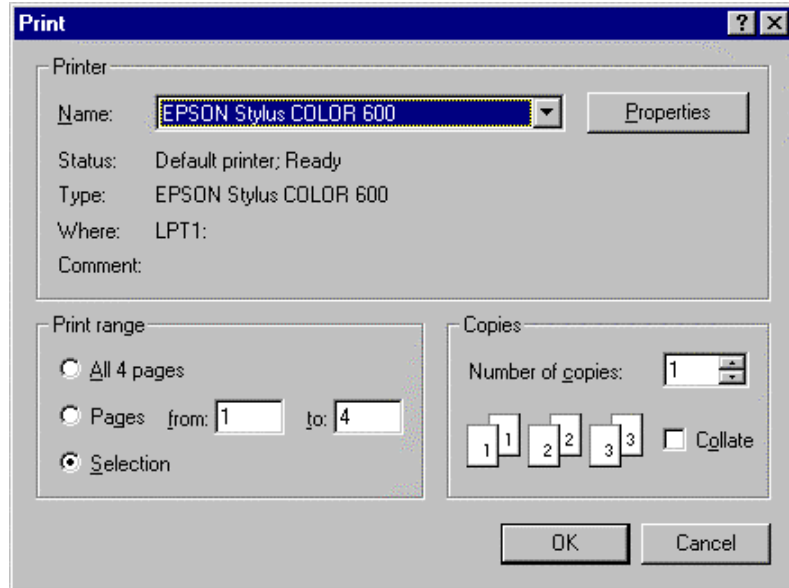 Print
Printer
Name: EPSON Stylus COLOR 600 Properties
Status: Default printer; Ready
Type: EPSON Stylus COLOR 600
Where: LPT1:
Comment:
Print range
All 4 pages
Pages from: 1 to: 4
Selection
Copies
Number of copies: 1
1 1 2 2 3 3 Collate
OK Cancel